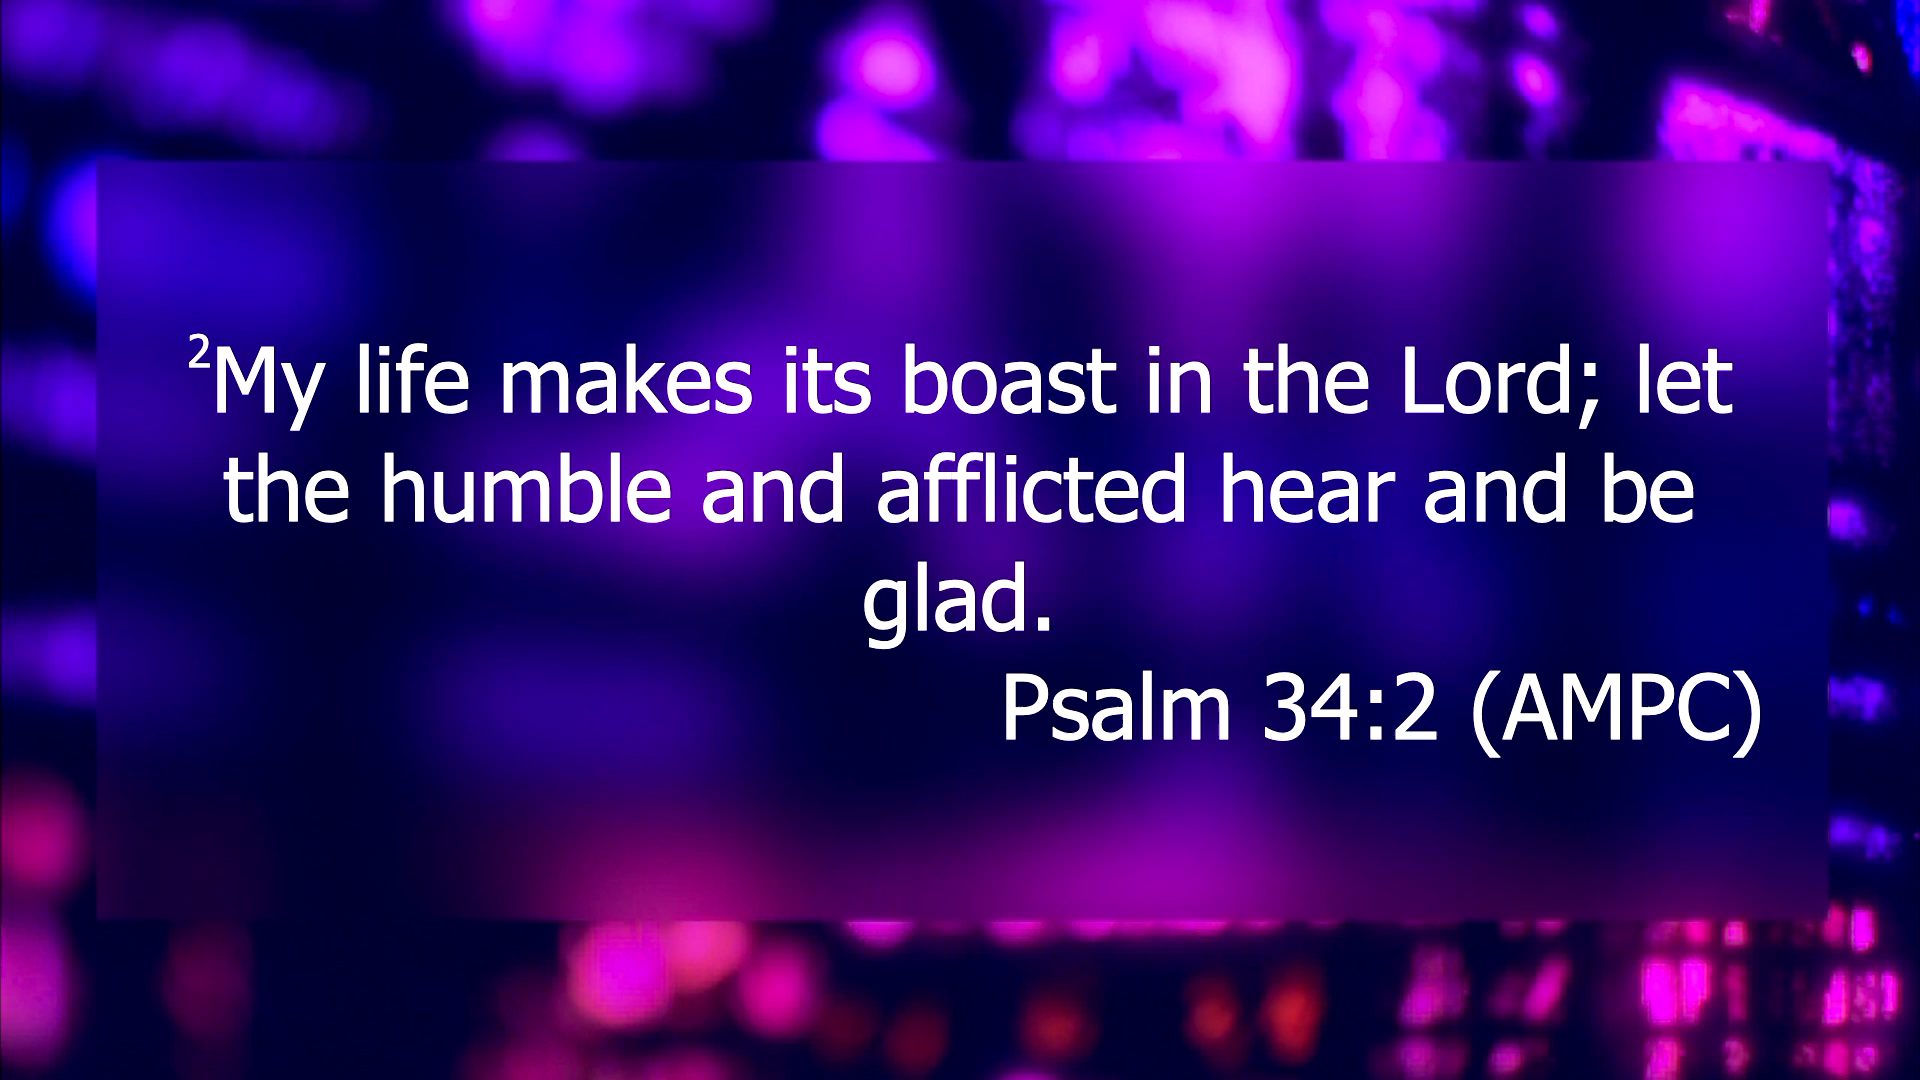 ²My life makes its boast in the Lord; let
the humble and afflicted hear and be
glad.
Psalm 34:2 (AMPC)